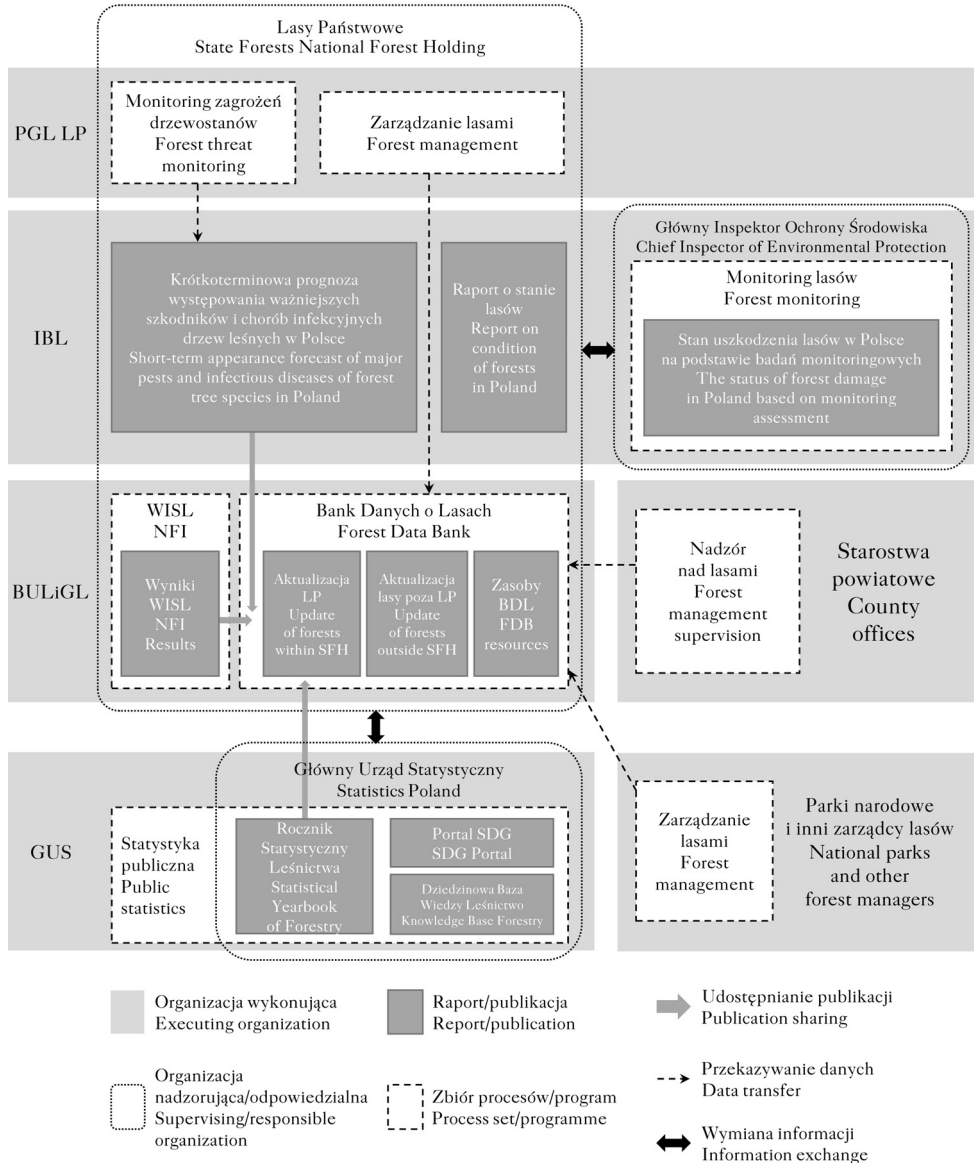 Lasy Państwowe
State Forests National Forest Holding
PGL LP
Monitoring zagrożeń
drzewostanów
Forest threat
monitoring
Zarządzanie lasami
Forest management
IBL
Krótkoterminowa prognoza
występowania ważniejszych
szkodników i chorób infekcyjnych
drzew leśnych w Polsce
Short-term appearance forecast of major
pests and infectious diseases of forest
tree species in Poland
Raport o stanie
lasów
Report on
condition
of forests
in Poland
Główny Inspektor Ochrony Środowiska
Chief Inspector of Environmental Protection
Monitoring lasów
Forest monitoring
Stan uszkodzenia lasów w Polsce
na podstawie badań monitoringowych
The status of forest damage
in Poland based on monitoring
assessment
BULiGL
WISL
NFI
Wyniki
WISL
NFI
Results
Bank Danych o Lasach
Forest Data Bank
Aktualizacja
LP
Update
of forests
within SFH
Aktualizacja
lasy poza LP
Update
of forests
outside SFH
Zasoby
BDL
FDB
resources
Nadzór
nad lasami
Forest
management
supervision
Starostwa
powiatowe
County
offices
GUS
Główny Urząd Statystyczny
Statistics Poland
Statystyka
publiczna
Public
statistics
Rocznik
Statystyczny
Leśnictwa
Statistical
Yearbook
of Forestry
Portal SDG
SDG Portal
Dziedzinowa Baza
Wiedzy Leśnictwo
Knowledge Base Forestry
Zarządzanie
lasami
Forest
management
Parki narodowe
i inni zarządcy lasów
National parks
and other
forest managers
Organizacja wykonująca
Executing organization
Raport/publikacja
Report/publication
Udostępnianie publikacji
Publication sharing
Organizacja
nadzorująca/odpowiedzialna
Supervising/responsible
organization
Zbiór procesów/program
Process set/programme
Przekazywanie danych
Data transfer
Wymiana informacji
Information exchange